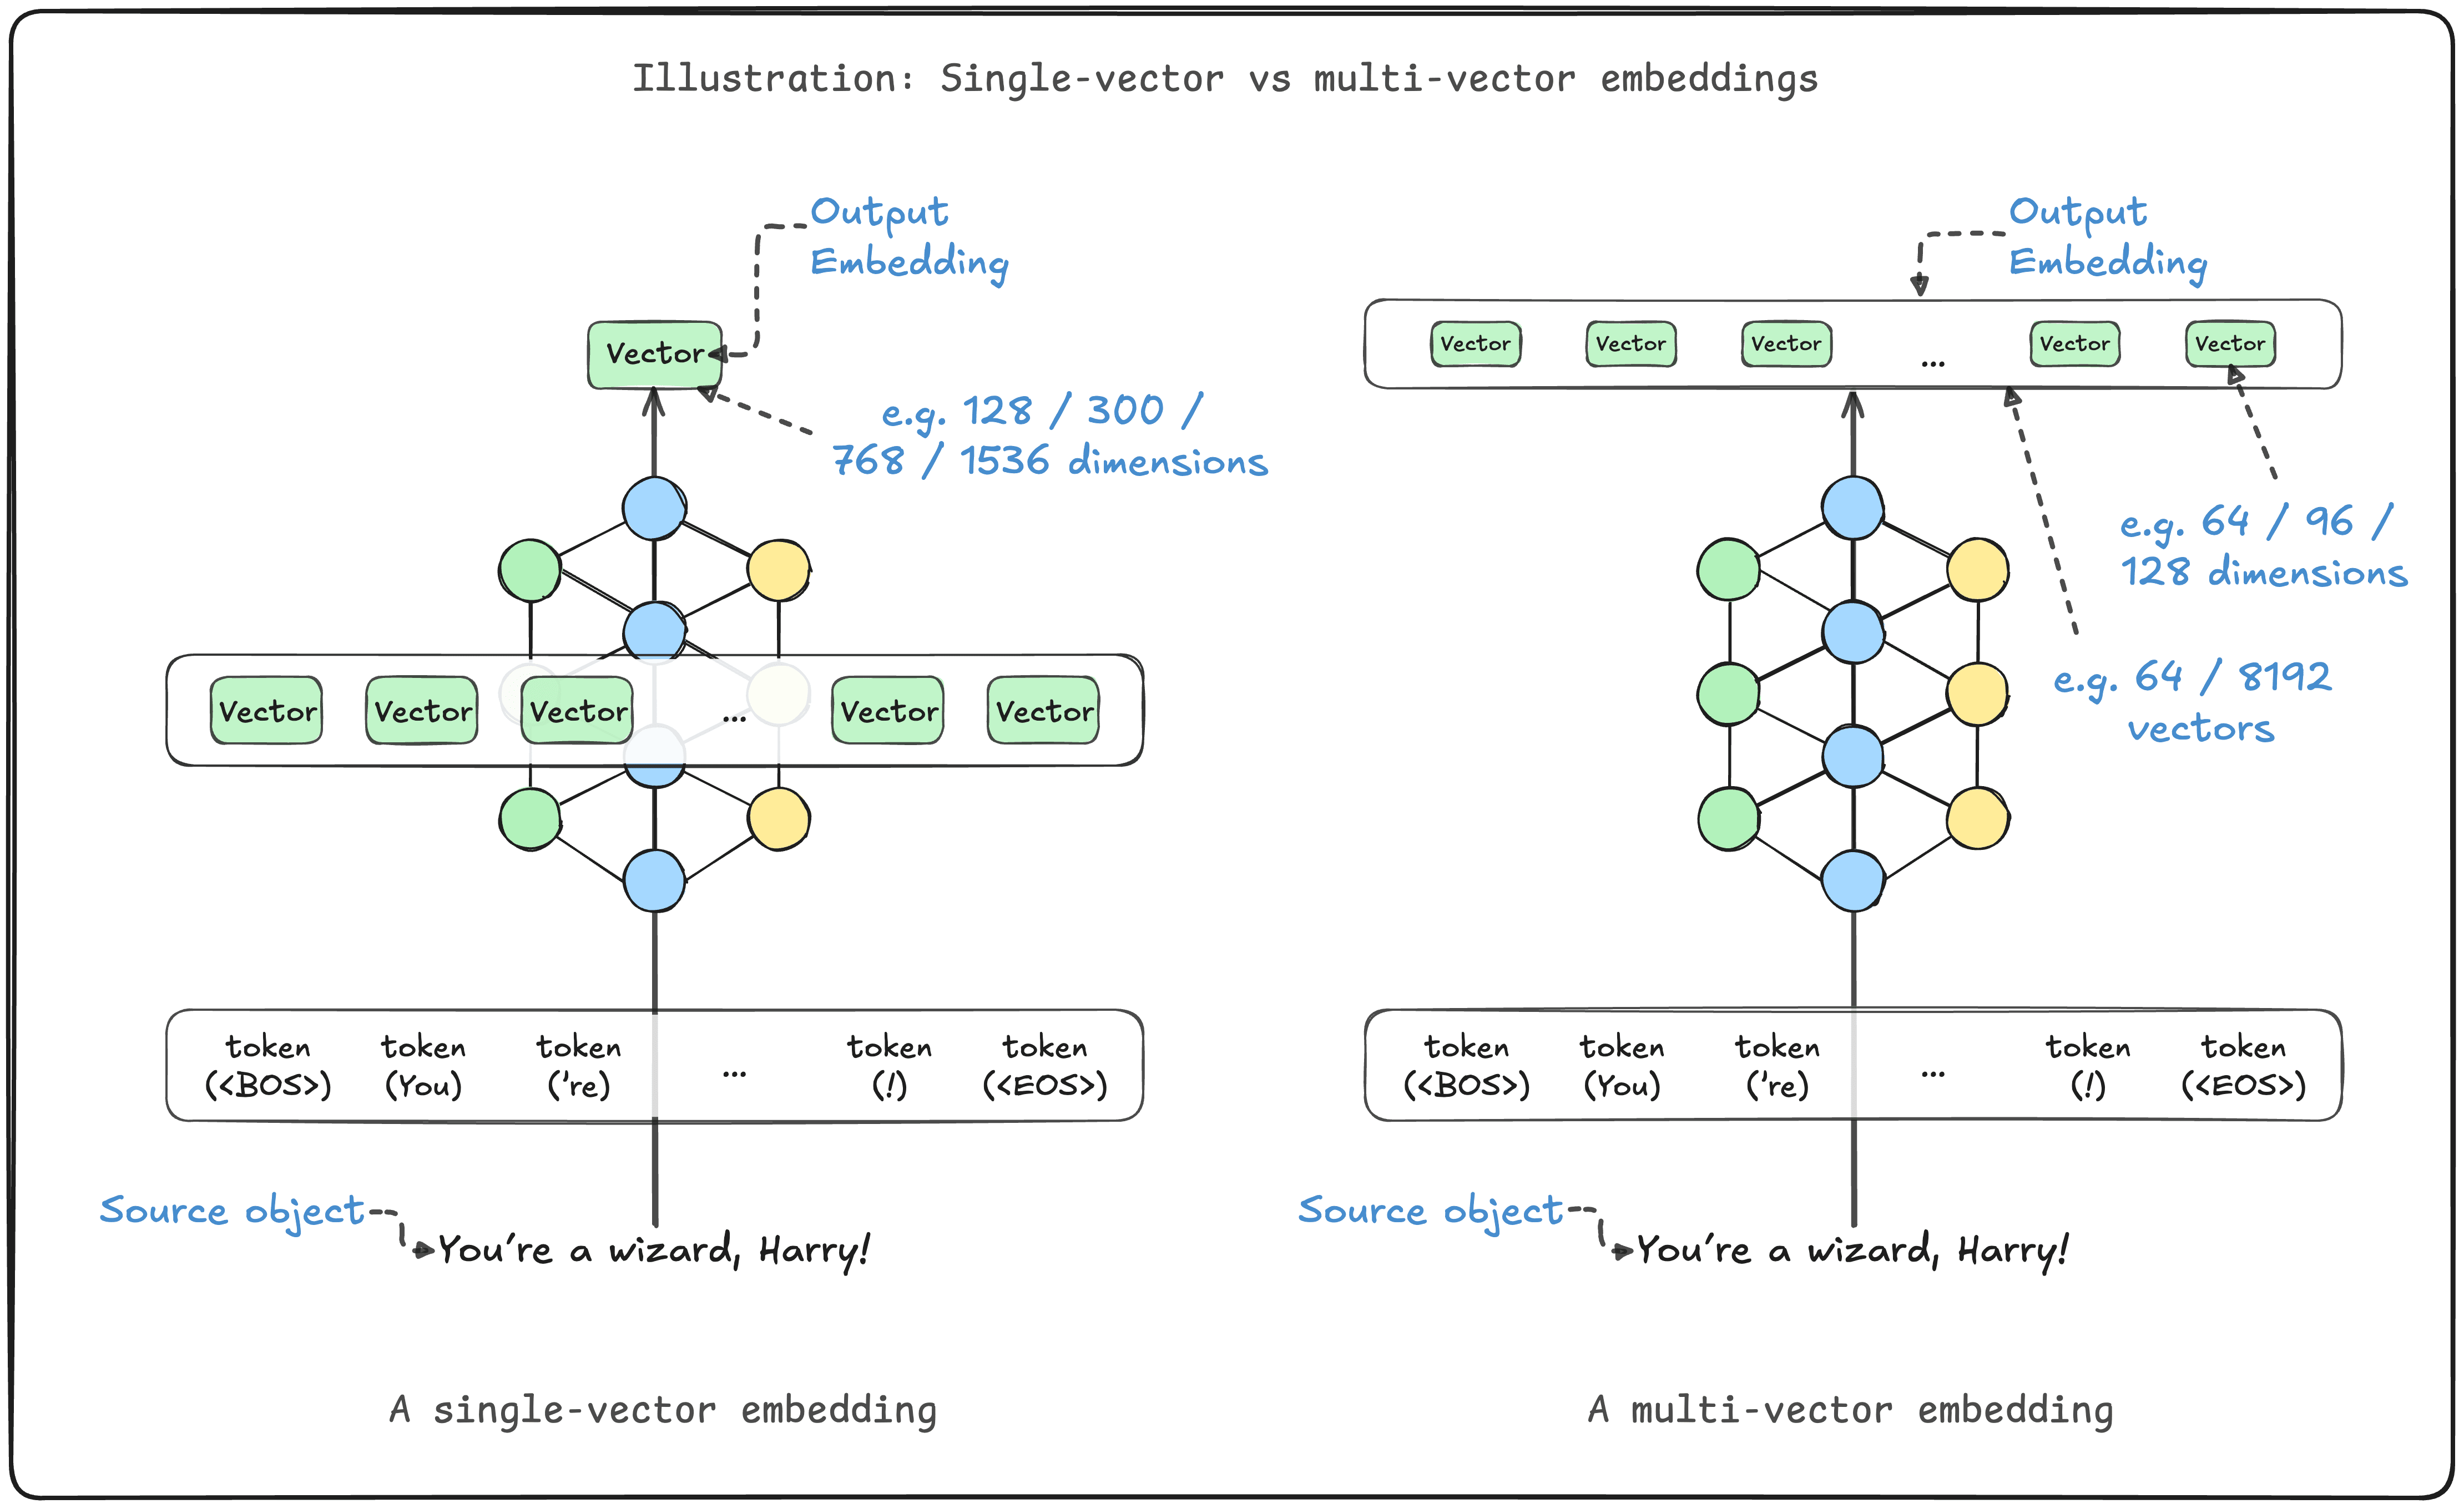 Illustration: Single-vector vs multi-vector embeddings
Output
Embedding
Vector
e.g. 128 / 300 /
768 / 1536 dimensions
Vector Vector Vector ... Vector Vector
token token token ... token token
(<BOS>) (You) ('re) (!) (<EOS>)
Source object
You're a wizard, Harry!
A single-vector embedding
Output
Embedding
Vector Vector Vector ... Vector Vector
e.g. 64 / 96 /
128 dimensions
e.g. 64 / 8192
vectors
token token token ... token token
(<BOS>) (You) ('re) (!) (<EOS>)
Source object
You're a wizard, Harry!
A multi-vector embedding